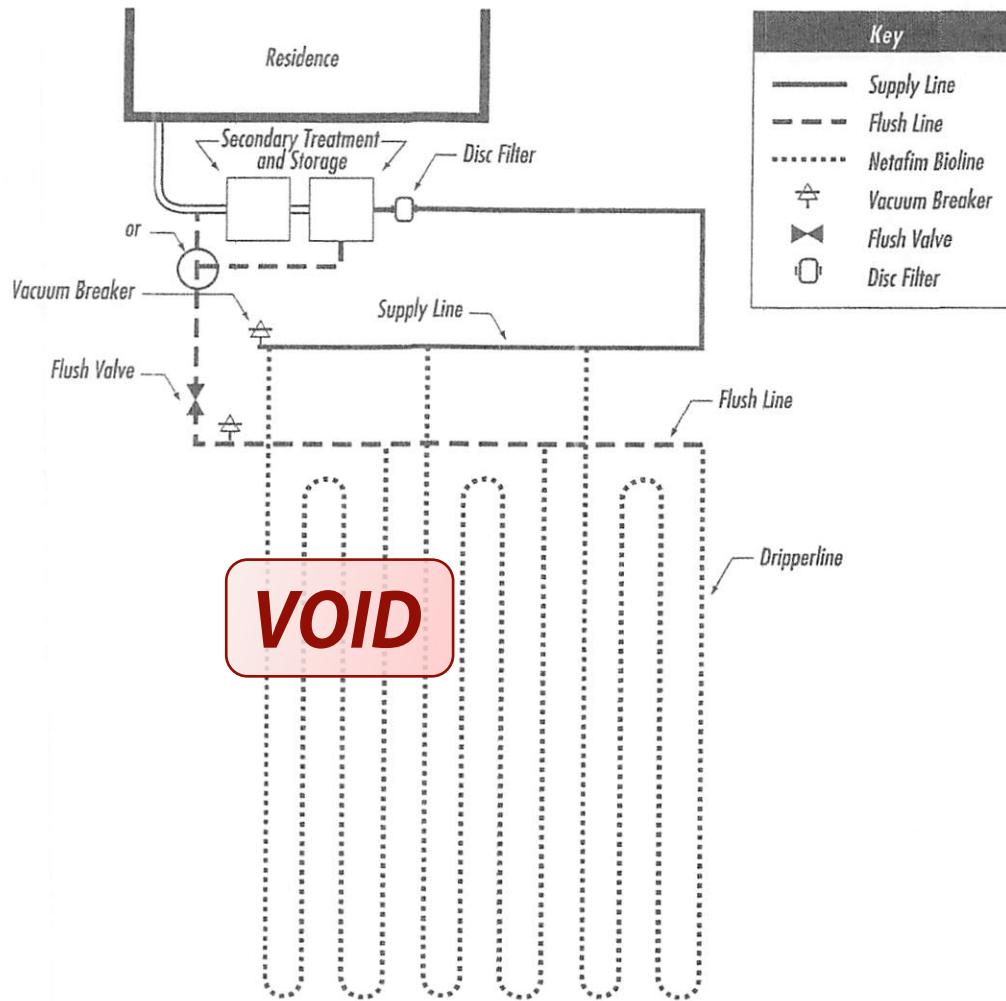 Residence
Key
Supply Line
Flush Line
Netafim Bioline
Vacuum Breaker
Flush Valve
Disc Filter
Secondary Treatment
and Storage
Disc Filter
or
Vacuum Breaker
Supply Line
Flush Valve
Flush Line
Dripperline
VOID